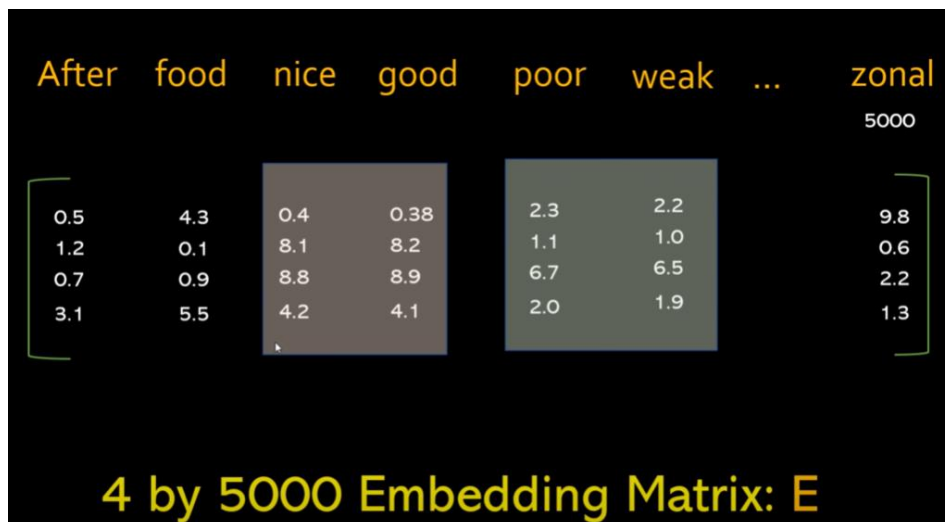 After food nice good poor weak ... zonal
5000
0.5 4.3 0.4 0.38 2.3 2.2 9.8
1.2 0.1 8.1 8.2 1.1 1.0 0.6
0.7 0.9 8.8 8.9 6.7 6.5 2.2
3.1 5.5 4.2 4.1 2.0 1.9 1.3
4 by 5000 Embedding Matrix: E